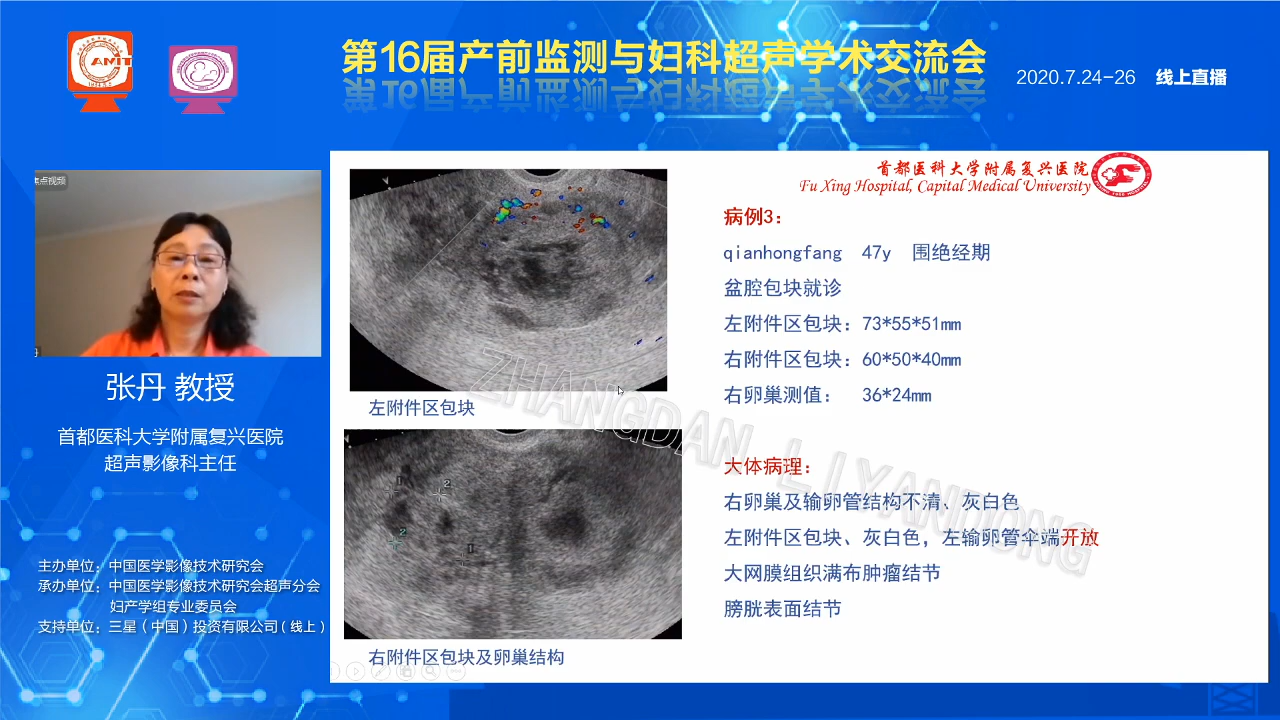 第16届产前监测与妇科超声学术交流会
2020.7.24-26 线上直播
CAMIT
焦点视频
张丹 教授
首都医科大学附属复兴医院
超声影像科主任
主办单位：中国医学影像技术研究会
承办单位：中国医学影像技术研究会超声分会
妇产学组专业委员会
支持单位：三星（中国）投资有限公司(线上)
首都医科大学附属复兴医院
Fu Xing Hospital, Capital Medical University
病例3：
qianhongfang 47y 围绝经期
盆腔包块就诊
左附件区包块：73*55*51mm
右附件区包块：60*50*40mm
右卵巢测值： 36*24mm
左附件区包块
ZHANGDAN LIYANDONG
大体病理：
右卵巢及输卵管结构不清、灰白色
左附件区包块、灰白色，左输卵管伞端开放
大网膜组织满布肿瘤结节
膀胱表面结节
1
2
2
1
右附件区包块及卵巢结构